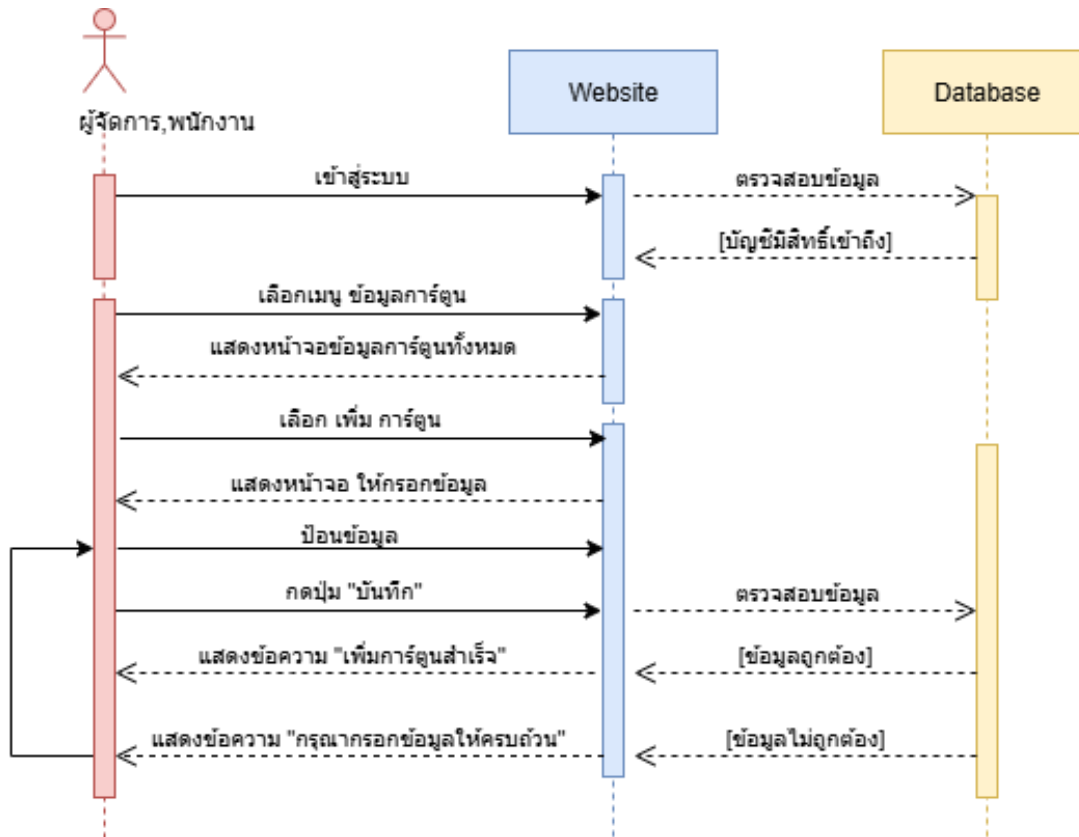 Website
Database
ผู้จัดการ,พนักงาน
เข้าสู่ระบบ
ตรวจสอบข้อมูล
[บัญชีมีสิทธิ์เข้าถึง]
เลือกเมนู ข้อมูลการ์ตูน
แสดงหน้าจอข้อมูลการ์ตูนทั้งหมด
เลือก เพิ่ม การ์ตูน
แสดงหน้าจอ ให้กรอกข้อมูล
ป้อนข้อมูล
กดปุ่ม "บันทึก"
ตรวจสอบข้อมูล
แสดงข้อความ "เพิ่มการ์ตูนสำเร็จ"
[ข้อมูลถูกต้อง]
แสดงข้อความ "กรุณากรอกข้อมูลให้ครบถ้วน"
[ข้อมูลไม่ถูกต้อง]